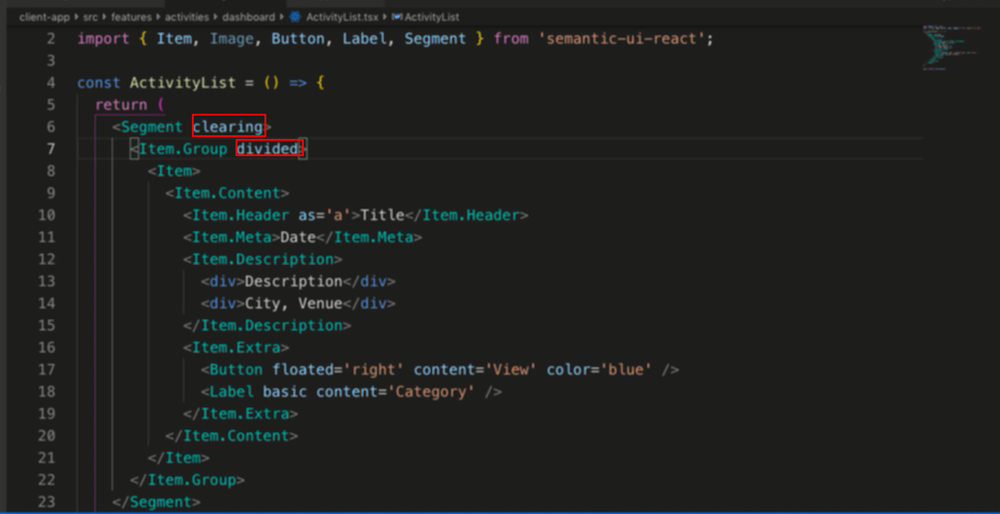 client-app src features activities dashboard ActivityList.tsx ActivityList
2 import { Item, Image, Button, Label, Segment } from 'semantic-ui-react';
3
4 const ActivityList = () => {
5 return (
6 <Segment clearing>
7 <Item.Group divided>
8 <Item>
9 <Item.Content>
10 <Item.Header as='a'>Title</Item.Header>
11 <Item.Meta>Date</Item.Meta>
12 <Item.Description>
13 <div>Description</div>
14 <div>City, Venue</div>
15 </Item.Description>
16 <Item.Extra>
17 <Button floated='right' content='View' color='blue' />
18 <Label basic content='Category' />
19 </Item.Extra>
20 </Item.Content>
21 </Item>
22 </Item.Group>
23 </Segment>